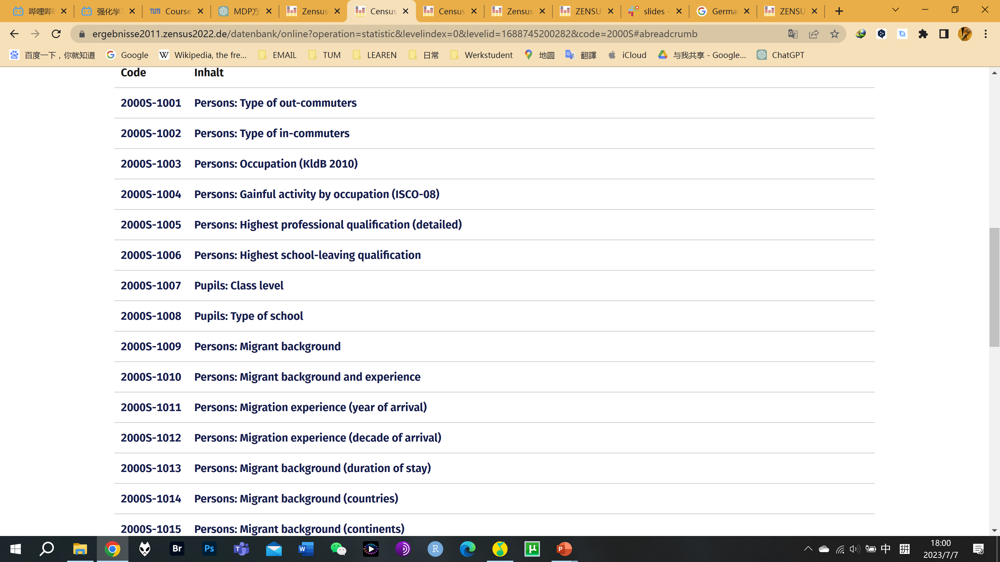 哔哩哔 强化学 Course MDP方 Zensus Census Census Zensus ZENSU slides - Germa ZENSU
ergebnisse2011.zensus2022.de/datenbank/online?operation=statistic&levelindex=0&levelid=1688745200282&code=2000S#abreadcrumb
百度一下，你就知道 Google Wikipedia, the fre... EMAIL TUM LEAREN 日常 Werkstudent 地圖 翻譯 iCloud 与我共享 - Google... ChatGPT
Code Inhalt
2000S-1001 Persons: Type of out-commuters
2000S-1002 Persons: Type of in-commuters
2000S-1003 Persons: Occupation (KldB 2010)
2000S-1004 Persons: Gainful activity by occupation (ISCO-08)
2000S-1005 Persons: Highest professional qualification (detailed)
2000S-1006 Persons: Highest school-leaving qualification
2000S-1007 Pupils: Class level
2000S-1008 Pupils: Type of school
2000S-1009 Persons: Migrant background
2000S-1010 Persons: Migrant background and experience
2000S-1011 Persons: Migration experience (year of arrival)
2000S-1012 Persons: Migration experience (decade of arrival)
2000S-1013 Persons: Migrant background (duration of stay)
2000S-1014 Persons: Migrant background (countries)
2000S-1015 Persons: Migrant background (continents)
中 拼 18:00
2023/7/7